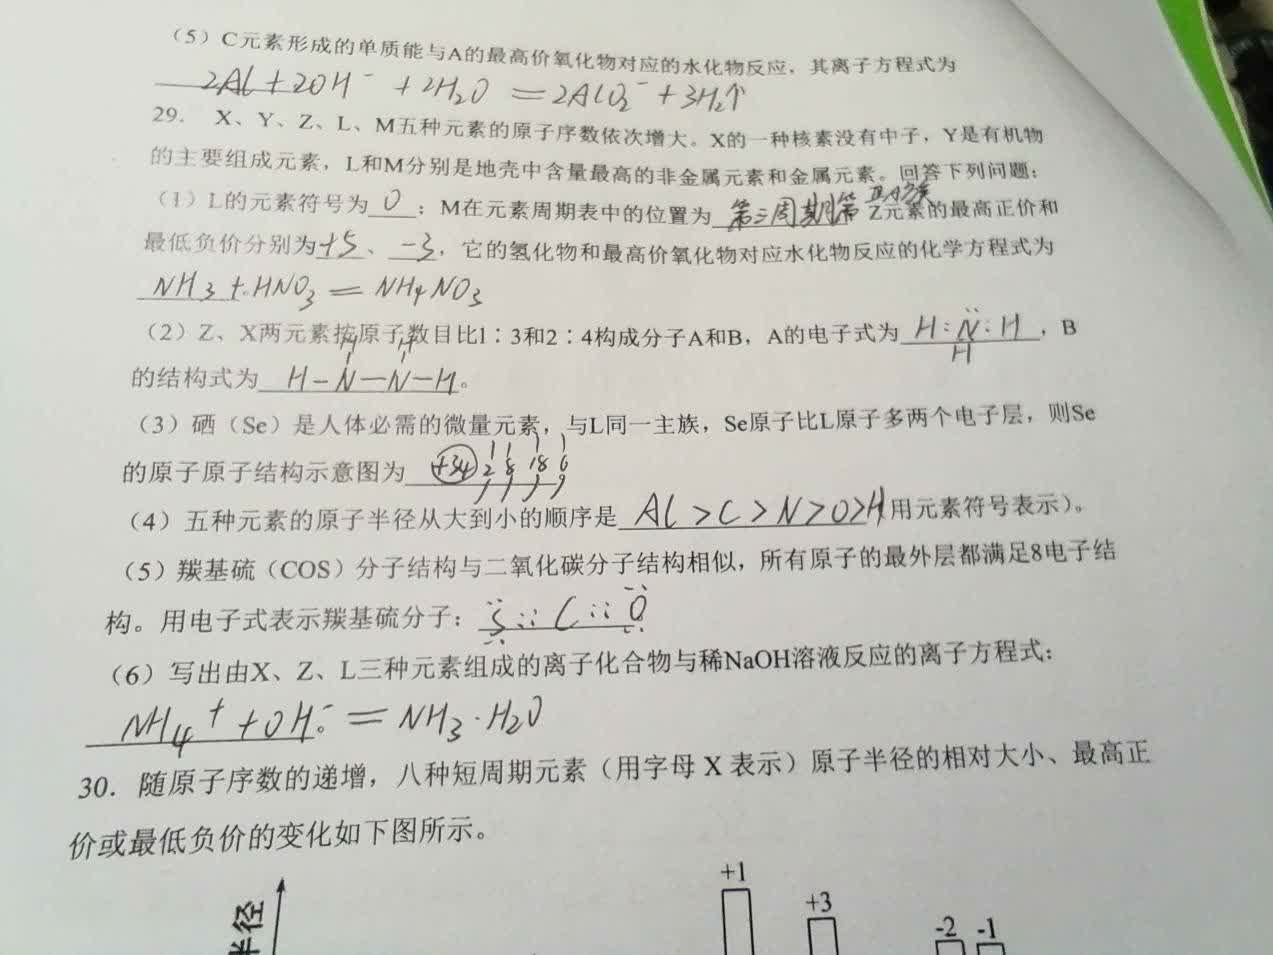 （5）C元素形成的单质能与A的最高价氧化物对应的水化物反应，其离子方程式为
2Al + 2OH⁻ + 2H₂O = 2AlO₂⁻ + 3H₂↑
29. X、Y、Z、L、M五种元素的原子序数依次增大。X的一种核素没有中子，Y是有机物
的主要组成元素，L和M分别是地壳中含量最高的非金属元素和金属元素。回答下列问题：
（1）L的元素符号为 O ；M在元素周期表中的位置为 第三周期第ⅢA族 Z元素的最高正价和
最低负价分别为 +5 、 -3 ，它的氢化物和最高价氧化物对应水化物反应的化学方程式为
NH₃ + HNO₃ = NH₄NO₃
（2）Z、X两元素按原子数目比1∶3和2∶4构成分子A和B，A的电子式为 H:N:H ，B
H
H H
的结构式为 H-N-N-H 。
（3）硒（Se）是人体必需的微量元素，与L同一主族，Se原子比L原子多两个电子层，则Se
的原子原子结构示意图为 +34 2 8 18 6
（4）五种元素的原子半径从大到小的顺序是 Al>C>N>O>H 用元素符号表示）。
（5）羰基硫（COS）分子结构与二氧化碳分子结构相似，所有原子的最外层都满足8电子结
构。用电子式表示羰基硫分子： S::C::O
（6）写出由X、Z、L三种元素组成的离子化合物与稀NaOH溶液反应的离子方程式：
NH₄⁺ + OH⁻ = NH₃·H₂O
30. 随原子序数的递增，八种短周期元素（用字母 X 表示）原子半径的相对大小、最高正
价或最低负价的变化如下图所示。
+1
+3
-2 -1
半径